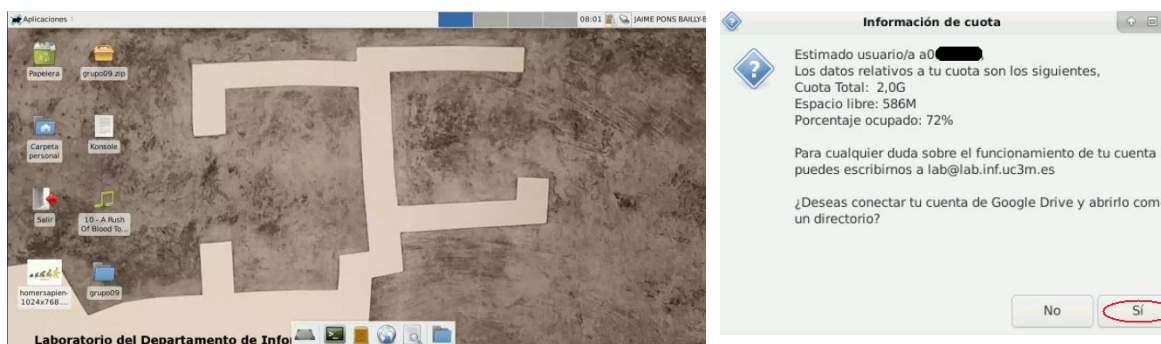 Aplicaciones
08:01
JAIME PONS BAILLY-B
Papelera
grupo09.zip
Carpeta
personal
Konsole
Salir
10 - A Rush
Of Blood To...
homersapien-
1024x768....
grupo09
Laboratorio del Departamento de Infor
Información de cuota
Estimado usuario/a a0
Los datos relativos a tu cuota son los siguientes,
Cuota Total: 2,0G
Espacio libre: 586M
Porcentaje ocupado: 72%
Para cualquier duda sobre el funcionamiento de tu cuenta
puedes escribirnos a lab@lab.inf.uc3m.es
¿Deseas conectar tu cuenta de Google Drive y abrirlo com
un directorio?
No
Sí